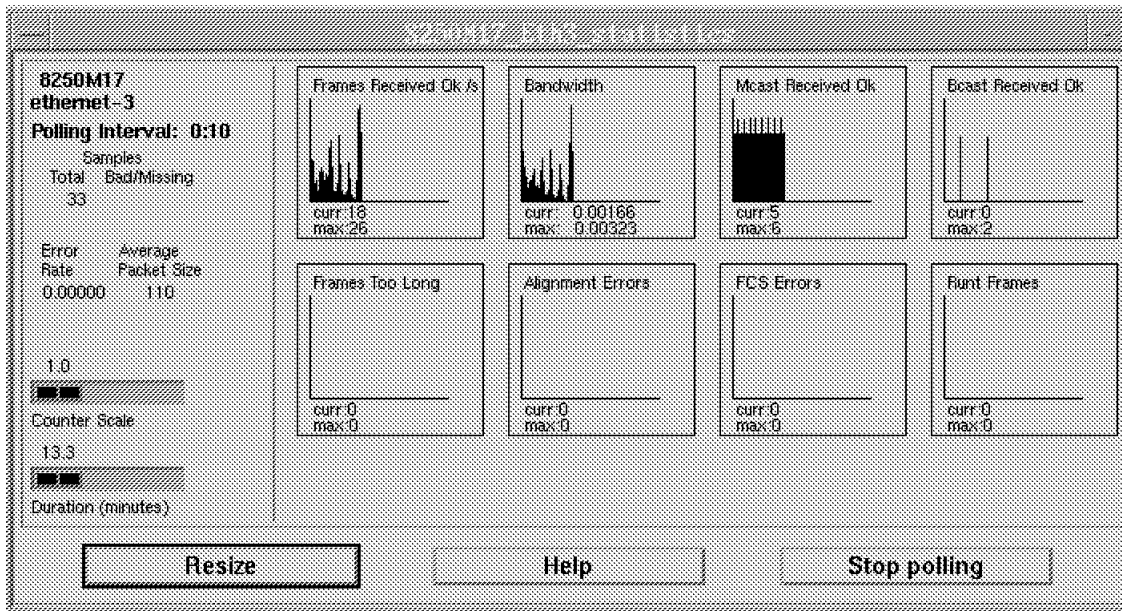 8250M17_Eth3_statistics
8250M17
ethernet-3
Polling Interval: 0:10
Samples
Total Bad/Missing
33
Error Average
Rate Packet Size
0.00000 110
1.0
Counter Scale
13.3
Duration (minutes)
Frames Received Ok /s
curr:18
max:26
Bandwidth
curr: 0.00166
max: 0.00323
Mcast Received Ok
curr:5
max:6
Bcast Received Ok
curr:0
max:2
Frames Too Long
curr:0
max:0
Alignment Errors
curr:0
max:0
FCS Errors
curr:0
max:0
Runt Frames
curr:0
max:0
Resize Help Stop polling